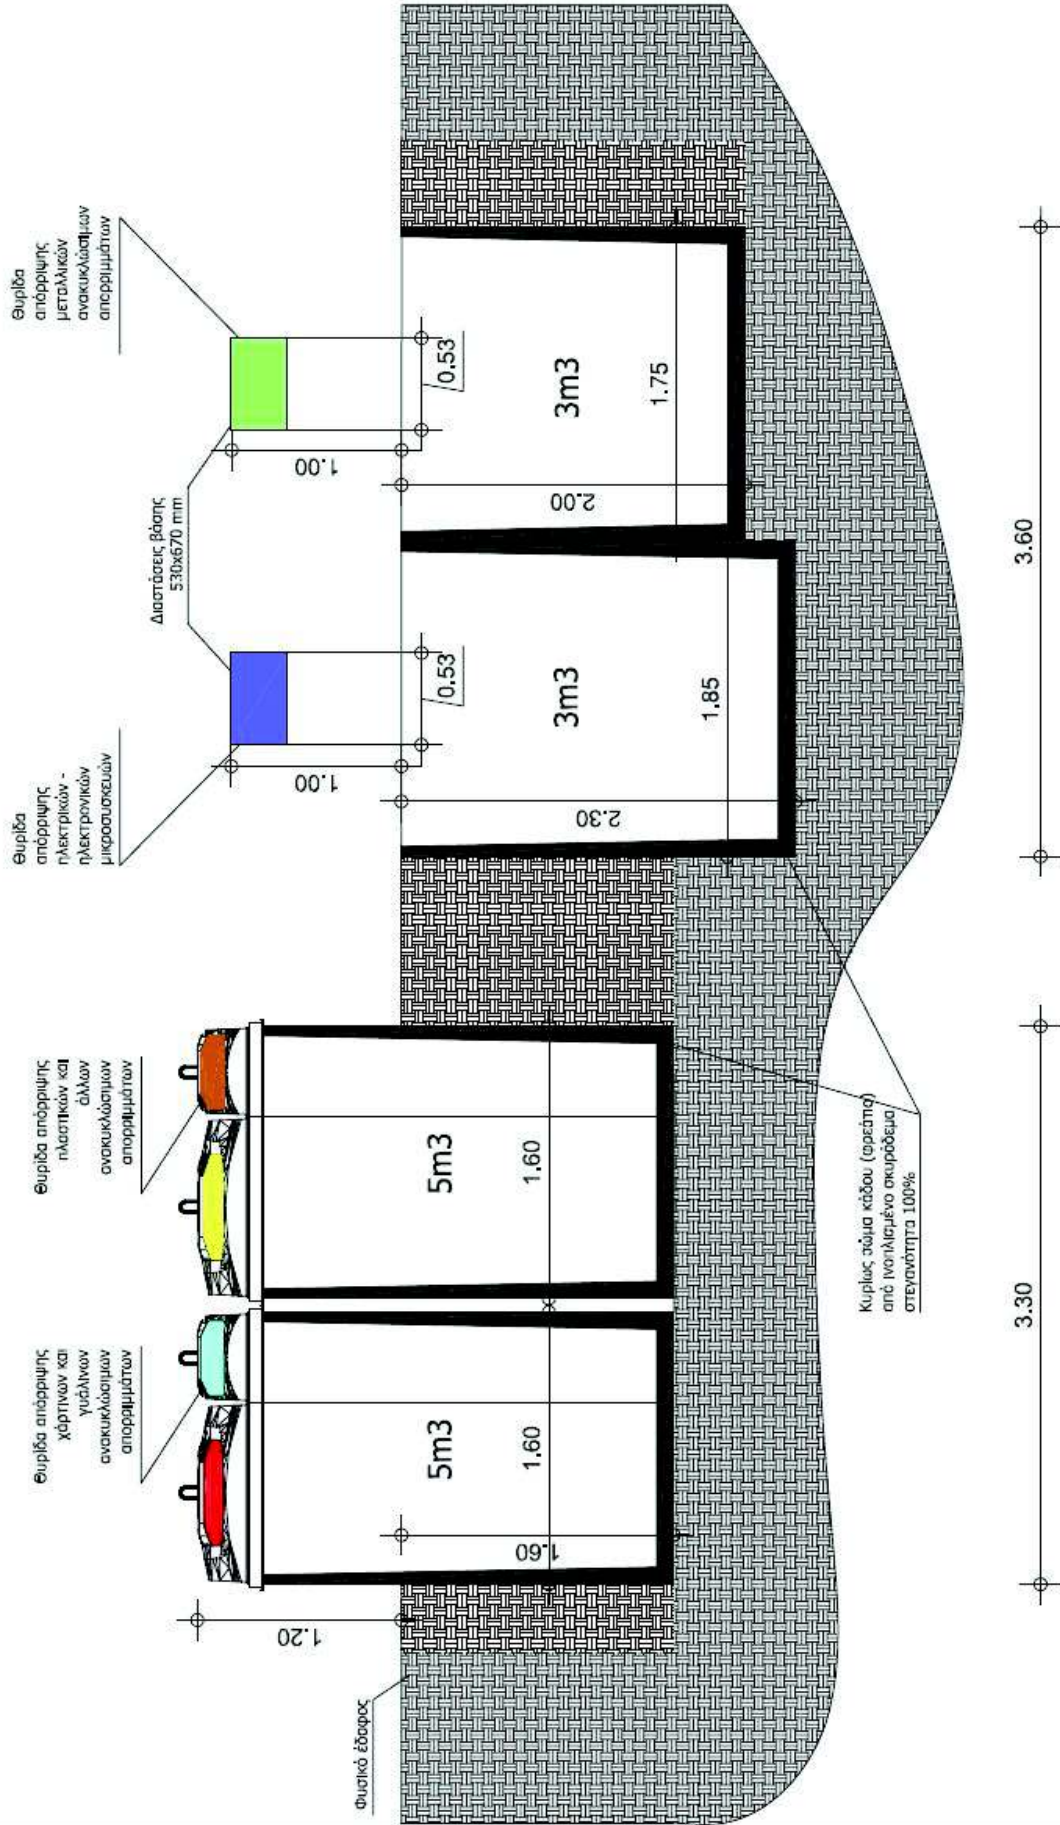 Θυρίδα απόρριψης
χάρτινων και
γυάλινων
ανακυκλώσιμων
απορριμμάτων
Θυρίδα απόρριψης
πλαστικών και
άλλων
ανακυκλώσιμων
απορριμμάτων
Θυρίδα
απόρριψης
ηλεκτρικών -
ηλεκτρονικών
μικροσυσκευών
Διαστάσεις βάσης
530x670 mm
Θυρίδα
απόρριψης
μεταλλικών
ανακυκλώσιμων
απορριμμάτων
1.20
1.00
1.00
Φυσικό έδαφος
0.53
0.53
5m3
5m3
3m3
3m3
1.60
1.60
1.60
2.30
2.00
1.85
1.75
Κυρίως σώμα κάδου (φρεάτιο)
από ινοπλισμένο σκυρόδεμα
στεγανότητα 100%
3.30
3.60